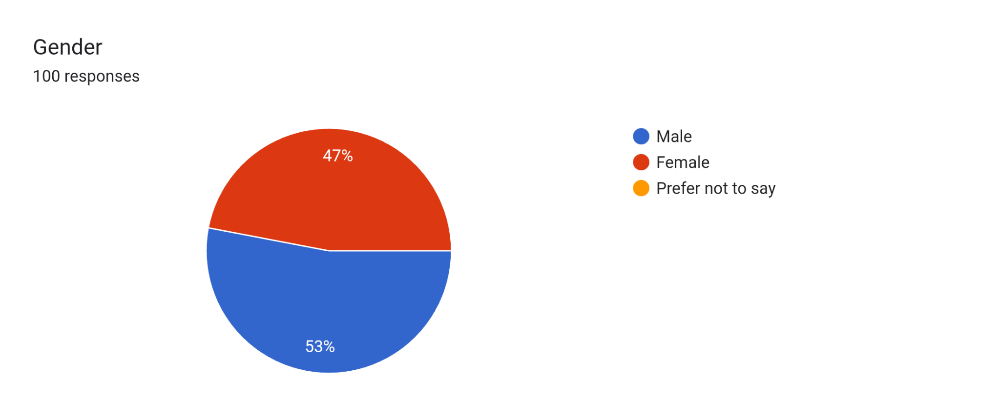 Gender
100 responses
47%
53%
Male
Female
Prefer not to say